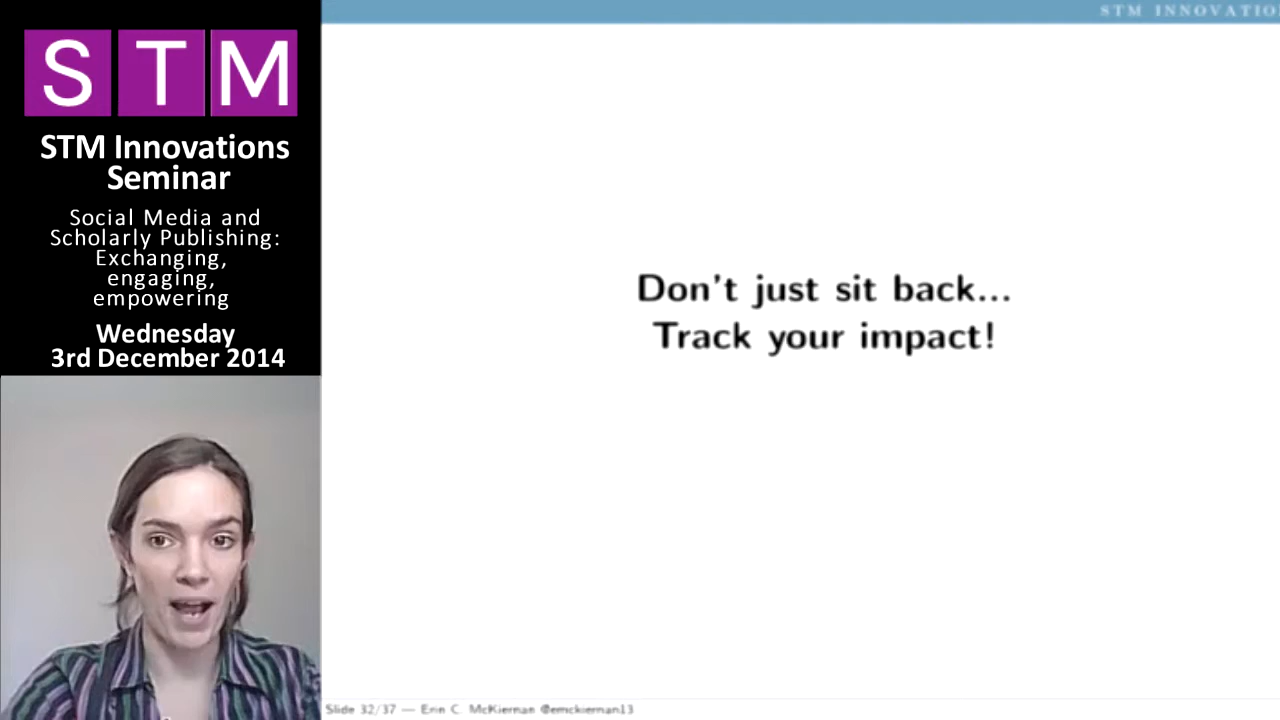 STM
STM Innovations
Seminar
Social Media and
Scholarly Publishing:
Exchanging,
engaging,
empowering
Wednesday
3rd December 2014
STM INNOVATIO
Don't just sit back...
Track your impact!
Slide 32/37 — Erin C. McKiernan @emckiernan13